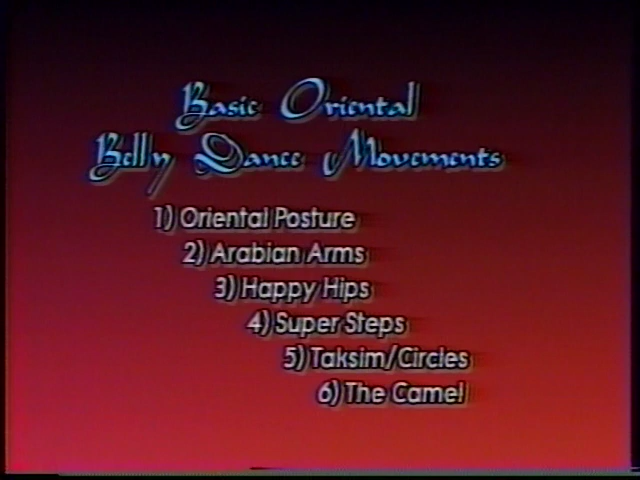 Basic Oriental
Belly Dance Movements
1) Oriental Posture
2) Arabian Arms
3) Happy Hips
4) Super Steps
5) Taksim/Circles
6) The Camel